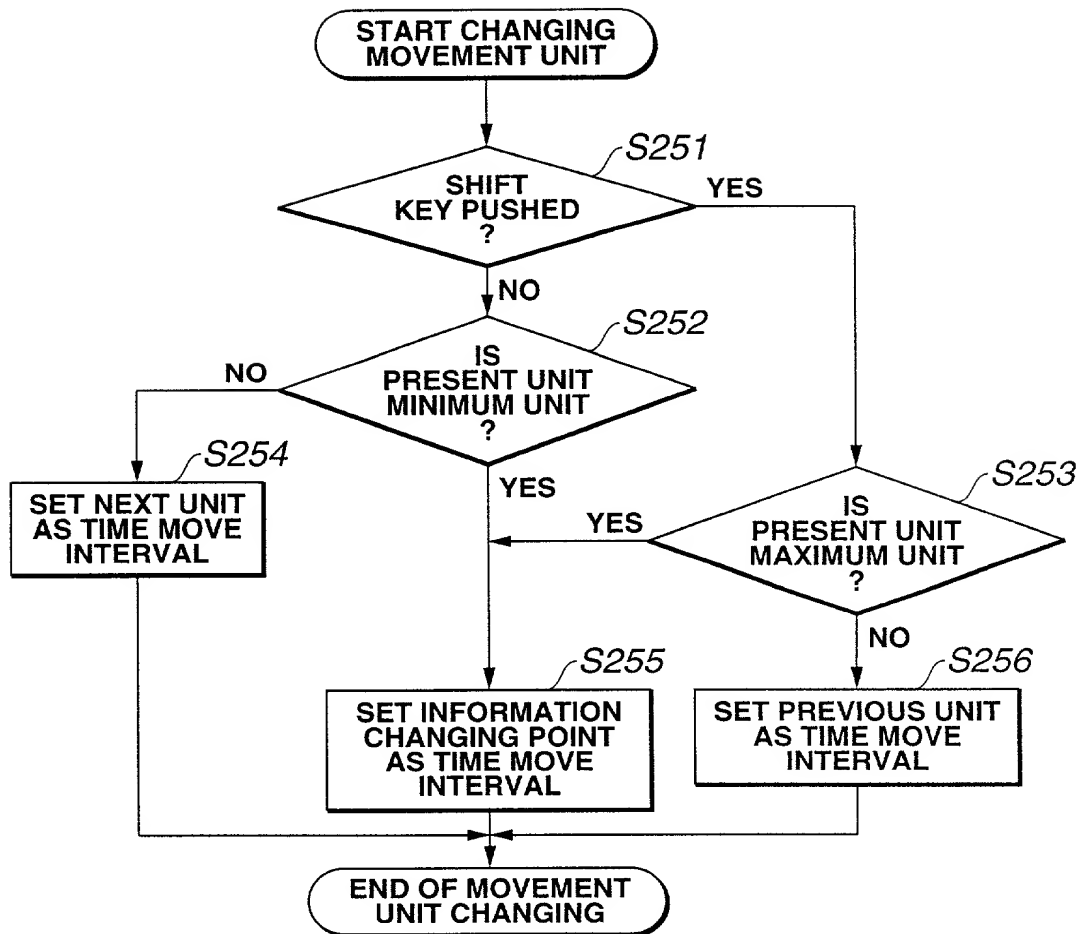 START CHANGING
MOVEMENT UNIT
S251
SHIFT
KEY PUSHED
?
YES
NO
S252
IS
PRESENT UNIT
MINIMUM UNIT
?
NO
YES
S254
SET NEXT UNIT
AS TIME MOVE
INTERVAL
S253
IS
PRESENT UNIT
MAXIMUM UNIT
?
YES
NO
S255
SET INFORMATION
CHANGING POINT
AS TIME MOVE
INTERVAL
S256
SET PREVIOUS UNIT
AS TIME MOVE
INTERVAL
END OF MOVEMENT
UNIT CHANGING